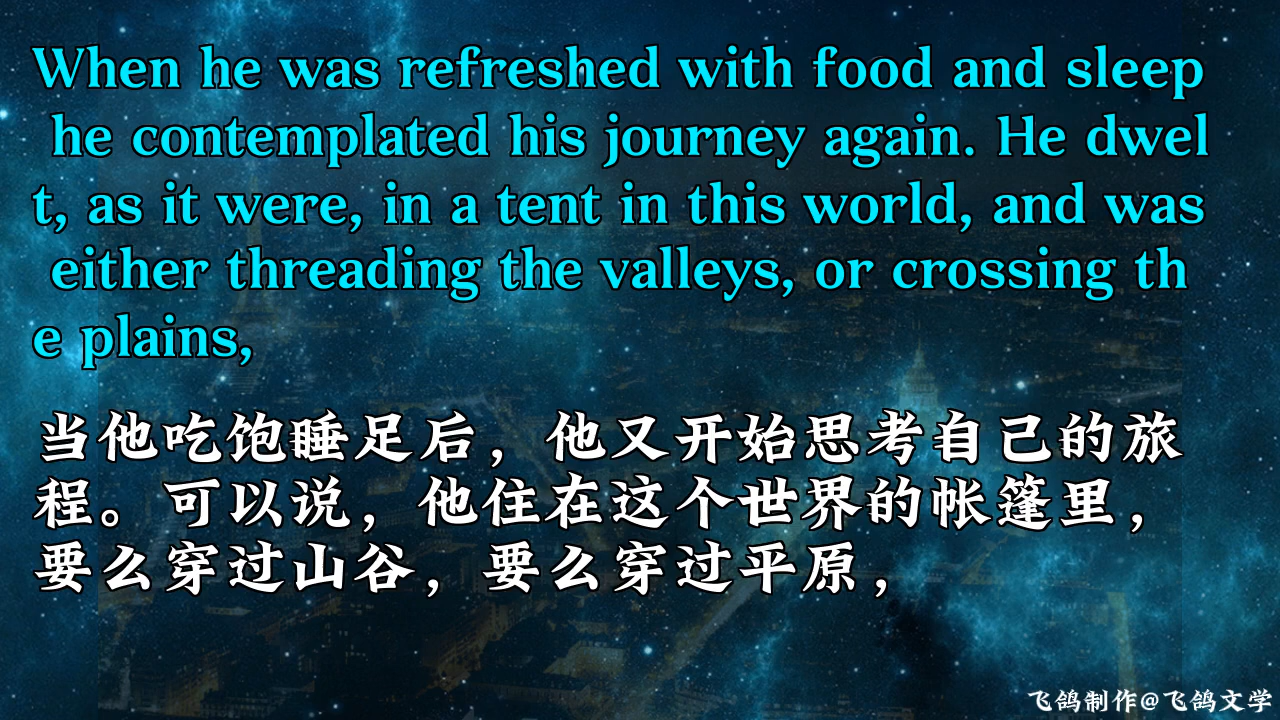 When he was refreshed with food and sleep
he contemplated his journey again. He dwel
t, as it were, in a tent in this world, and was
either threading the valleys, or crossing th
e plains,
当他吃饱睡足后，他又开始思考自己的旅
程。可以说，他住在这个世界的帐篷里，
要么穿过山谷，要么穿过平原，
飞鸽制作@飞鸽文学